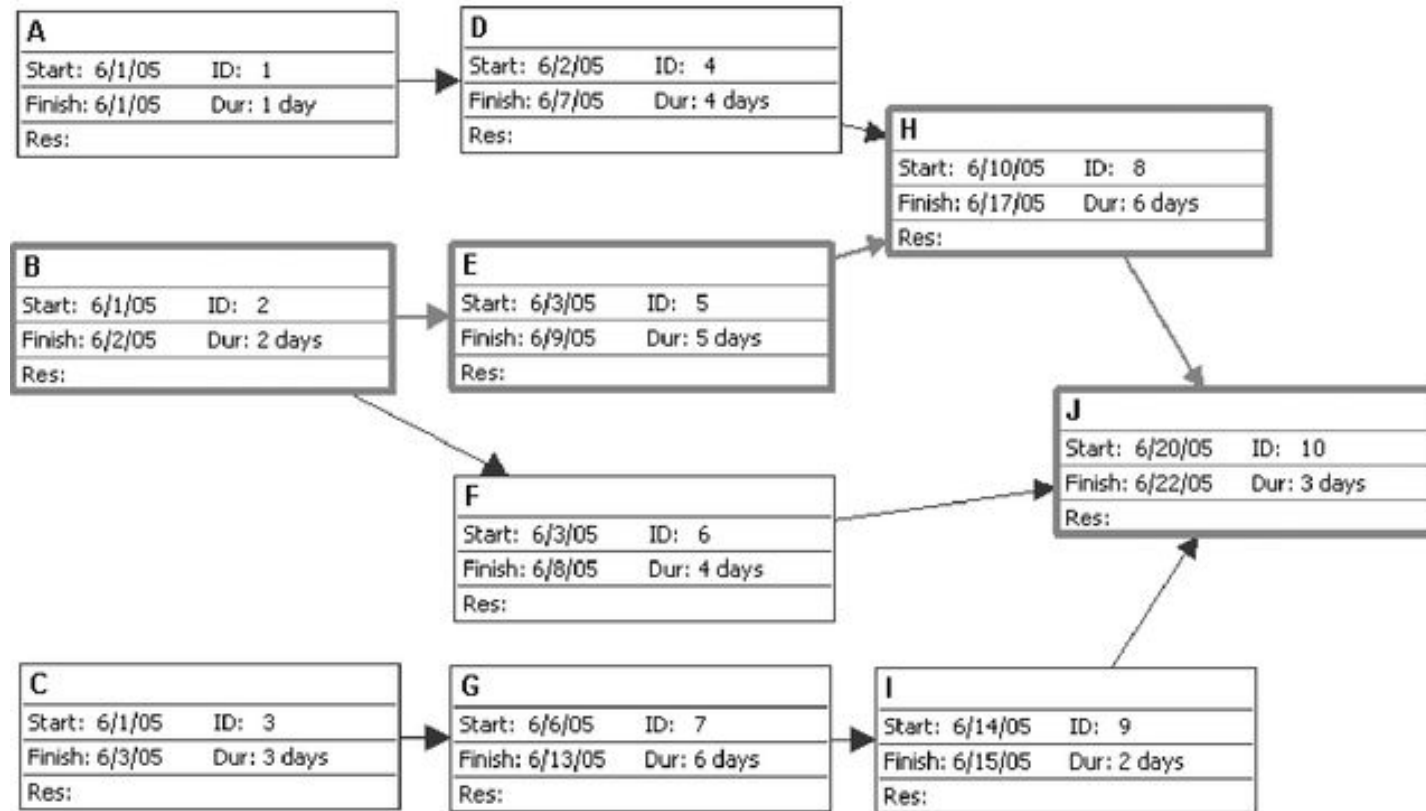 A
Start: 6/1/05 ID: 1
Finish: 6/1/05 Dur: 1 day
Res:
D
Start: 6/2/05 ID: 4
Finish: 6/7/05 Dur: 4 days
Res:
H
Start: 6/10/05 ID: 8
Finish: 6/17/05 Dur: 6 days
Res:
B
Start: 6/1/05 ID: 2
Finish: 6/2/05 Dur: 2 days
Res:
E
Start: 6/3/05 ID: 5
Finish: 6/9/05 Dur: 5 days
Res:
J
Start: 6/20/05 ID: 10
Finish: 6/22/05 Dur: 3 days
Res:
F
Start: 6/3/05 ID: 6
Finish: 6/8/05 Dur: 4 days
Res:
C
Start: 6/1/05 ID: 3
Finish: 6/3/05 Dur: 3 days
Res:
G
Start: 6/6/05 ID: 7
Finish: 6/13/05 Dur: 6 days
Res:
I
Start: 6/14/05 ID: 9
Finish: 6/15/05 Dur: 2 days
Res: